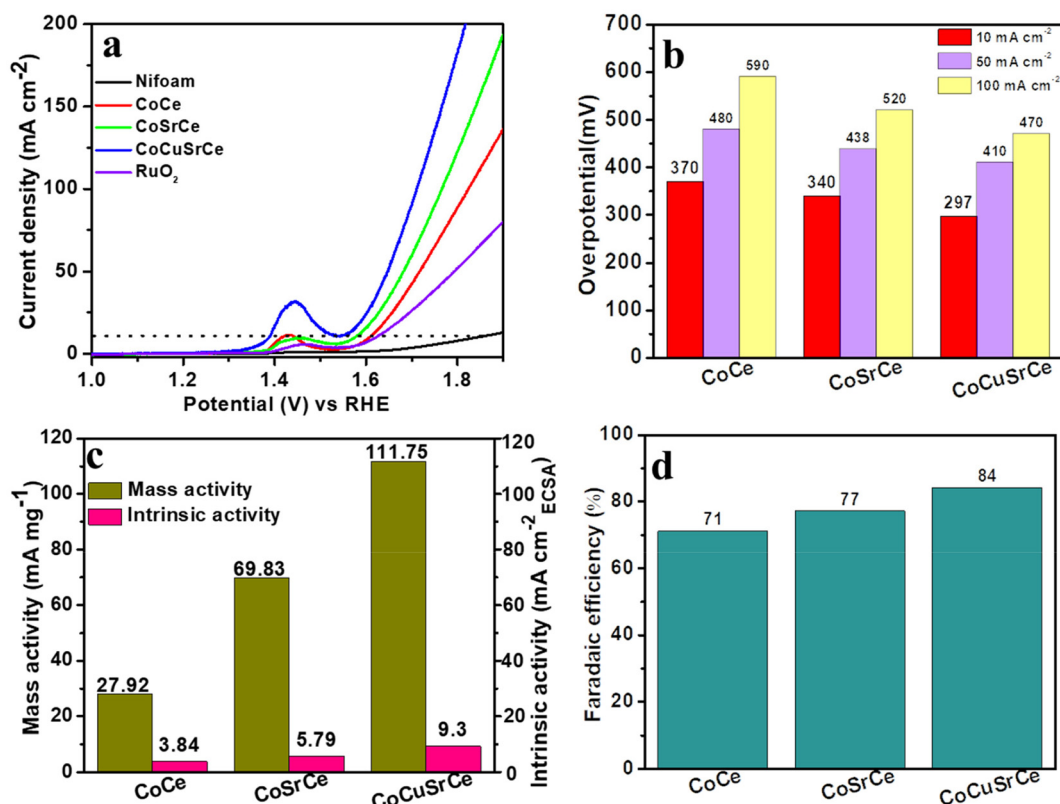 a
200
150
100
50
0
Current density (mA cm-2)
Nifoam
CoCe
CoSrCe
CoCuSrCe
RuO2
1.0 1.2 1.4 1.6 1.8
Potential (V) vs RHE
b
700
600
500
400
300
200
100
0
Overpotential(mV)
10 mA cm-2
50 mA cm-2
100 mA cm-2
370 480 590
340 438 520
297 410 470
CoCe CoSrCe CoCuSrCe
c
120
100
80
60
40
20
0
Mass activity (mA mg-1)
Mass activity
Intrinsic activity
27.92 3.84
69.83 5.79
111.75 9.3
CoCe CoSrCe CoCuSrCe
120
100
80
60
40
20
0
Intrinsic activity (mA cm-2 ECSA)
d
100
80
60
40
20
0
Faradaic efficiency (%)
71 77 84
CoCe CoSrCe CoCuSrCe